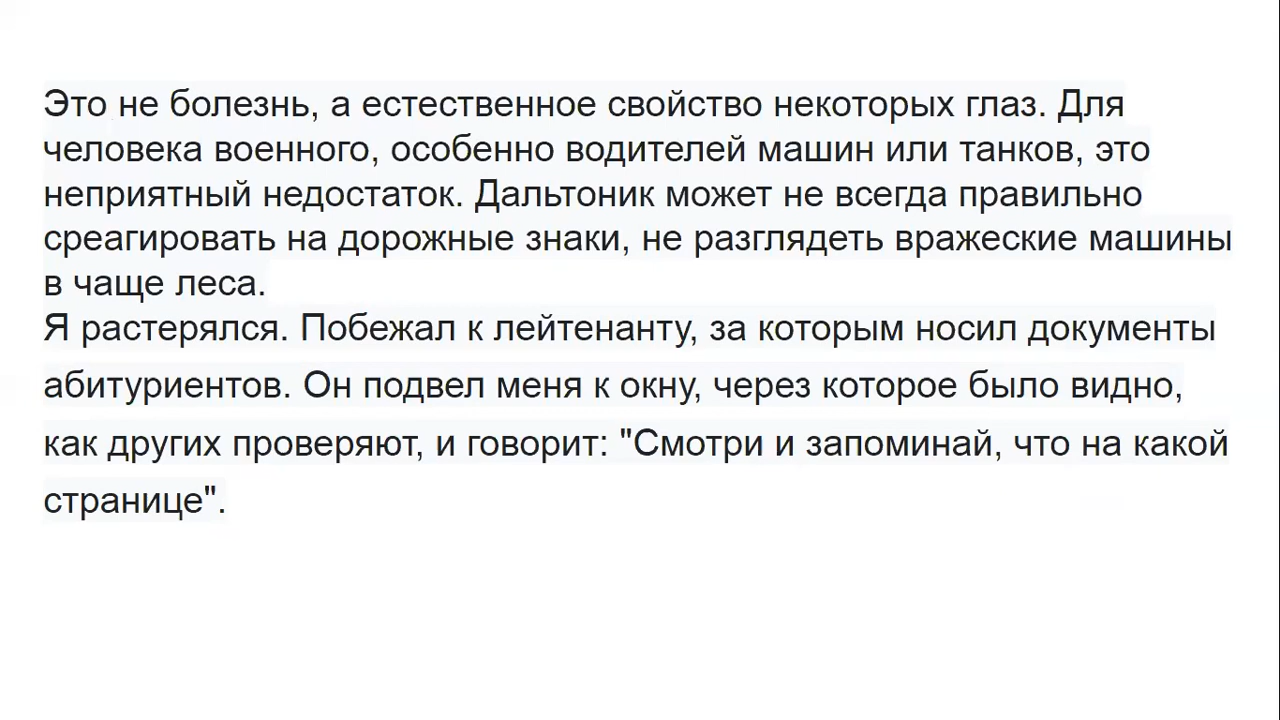 Это не болезнь, а естественное свойство некоторых глаз. Для
человека военного, особенно водителей машин или танков, это
неприятный недостаток. Дальтоник может не всегда правильно
среагировать на дорожные знаки, не разглядеть вражеские машины
в чаще леса.
Я растерялся. Побежал к лейтенанту, за которым носил документы
абитуриентов. Он подвел меня к окну, через которое было видно,
как других проверяют, и говорит: "Смотри и запоминай, что на какой
странице".